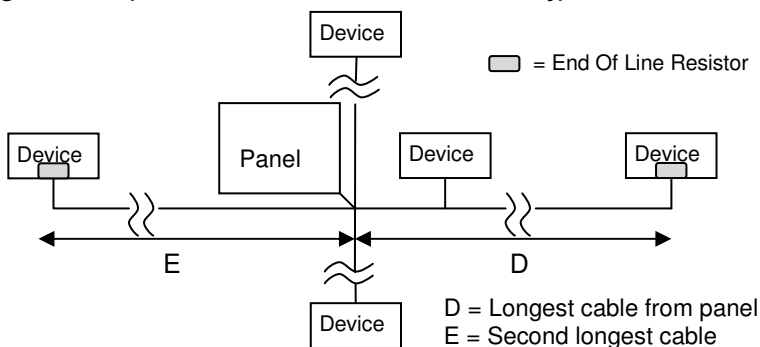 Device
= End Of Line Resistor
Device
Panel
Device
Device
E
D
Device
D = Longest cable from panel
E = Second longest cable